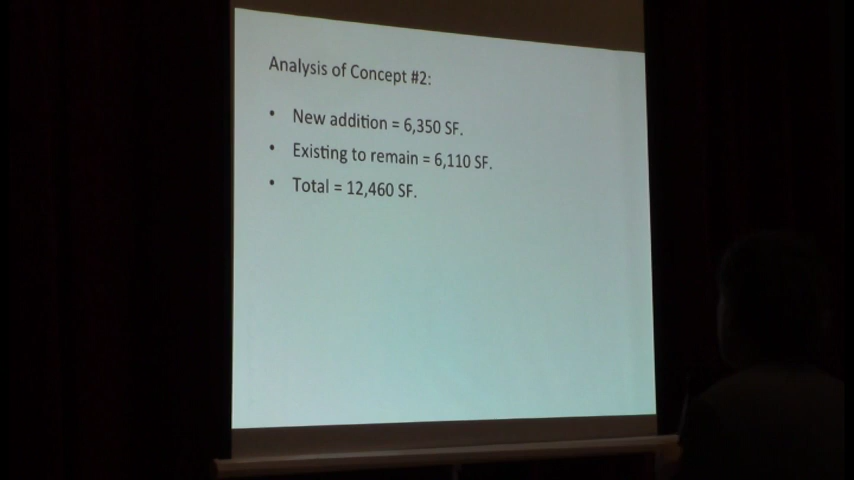 Analysis of Concept #2:
• New addition = 6,350 SF.
• Existing to remain = 6,110 SF.
• Total = 12,460 SF.